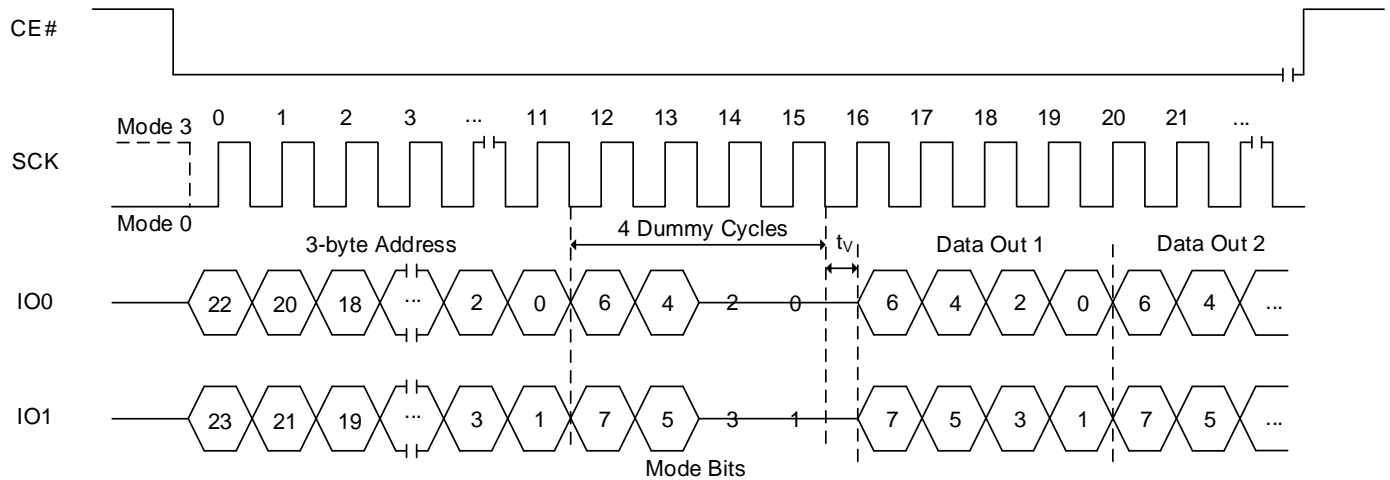 CE#
Mode 3 0 1 2 3 ... 11 12 13 14 15 16 17 18 19 20 21 ...
SCK
Mode 0
3-byte Address 4 Dummy Cycles tV Data Out 1 Data Out 2
IO0 22 20 18 ... 2 0 6 4 2 0 6 4 2 0 6 4 ...
IO1 23 21 19 ... 3 1 7 5 3 1 7 5 3 1 7 5 ...
Mode Bits